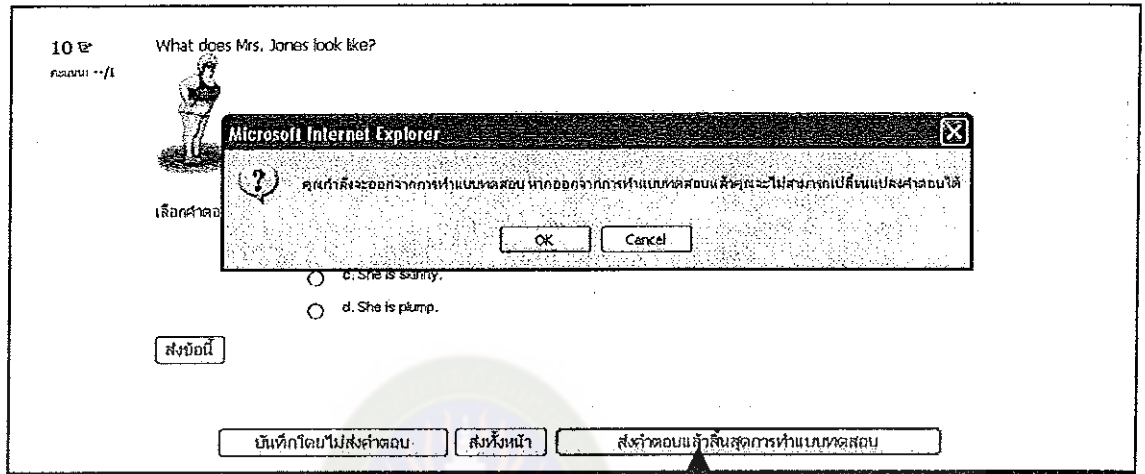 10
What does Mrs. Jones look like?
คะแนน: --/1
Microsoft Internet Explorer
คุณกำลังจะออกจากการทำแบบทดสอบ หากออกจากการทำแบบทดสอบแล้วคุณจะไม่สามารถเปลี่ยนแปลงคำตอบได้
เลือกคำตอ
OK Cancel
c. She is skinny.
d. She is plump.
ส่งข้อนี้
บันทึกโดยไม่ส่งคำตอบ ส่งทั้งหน้า ส่งคำตอบแล้วสิ้นสุดการทำแบบทดสอบ